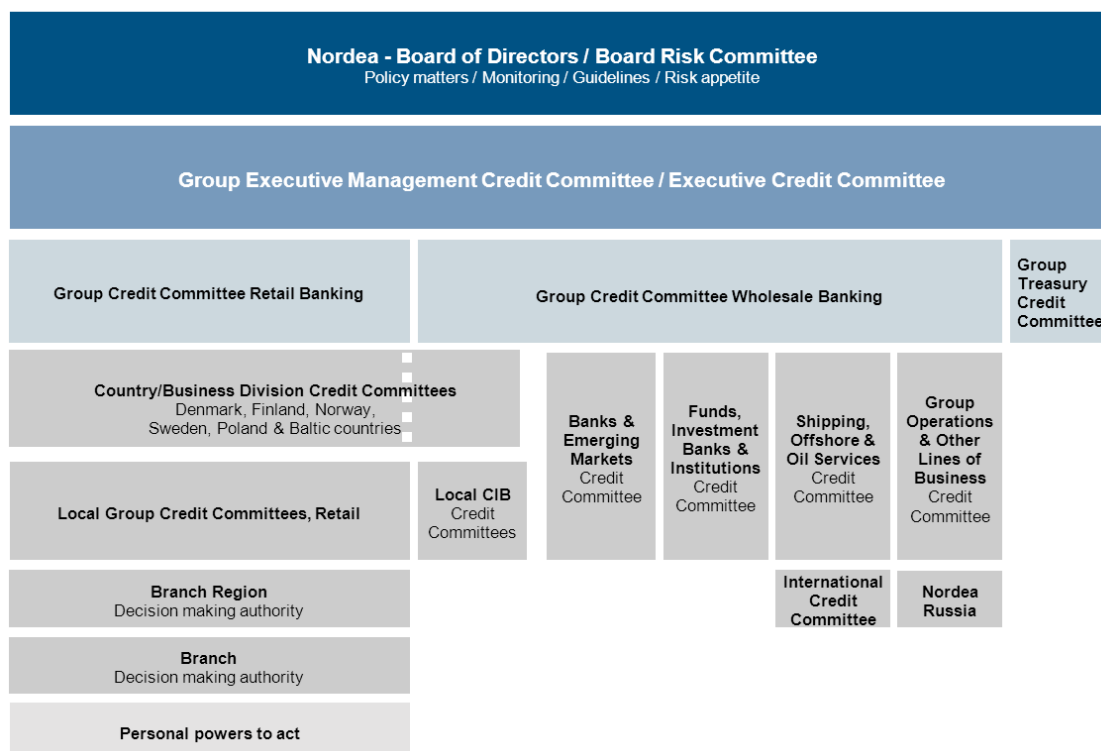 Nordea - Board of Directors / Board Risk Committee
Policy matters / Monitoring / Guidelines / Risk appetite
Group Executive Management Credit Committee / Executive Credit Committee
Group Credit Committee Retail Banking
Group Credit Committee Wholesale Banking
Group
Treasury
Credit
Committee
Country/Business Division Credit Committees
Denmark, Finland, Norway,
Sweden, Poland & Baltic countries
Banks &
Emerging
Markets
Credit
Committee
Funds,
Investment
Banks &
Institutions
Credit
Committee
Shipping,
Offshore &
Oil Services
Credit
Committee
Group
Operations
& Other
Lines of
Business
Credit
Committee
Local Group Credit Committees, Retail
Local CIB
Credit
Committees
Branch Region
Decision making authority
International
Credit
Committee
Nordea
Russia
Branch
Decision making authority
Personal powers to act